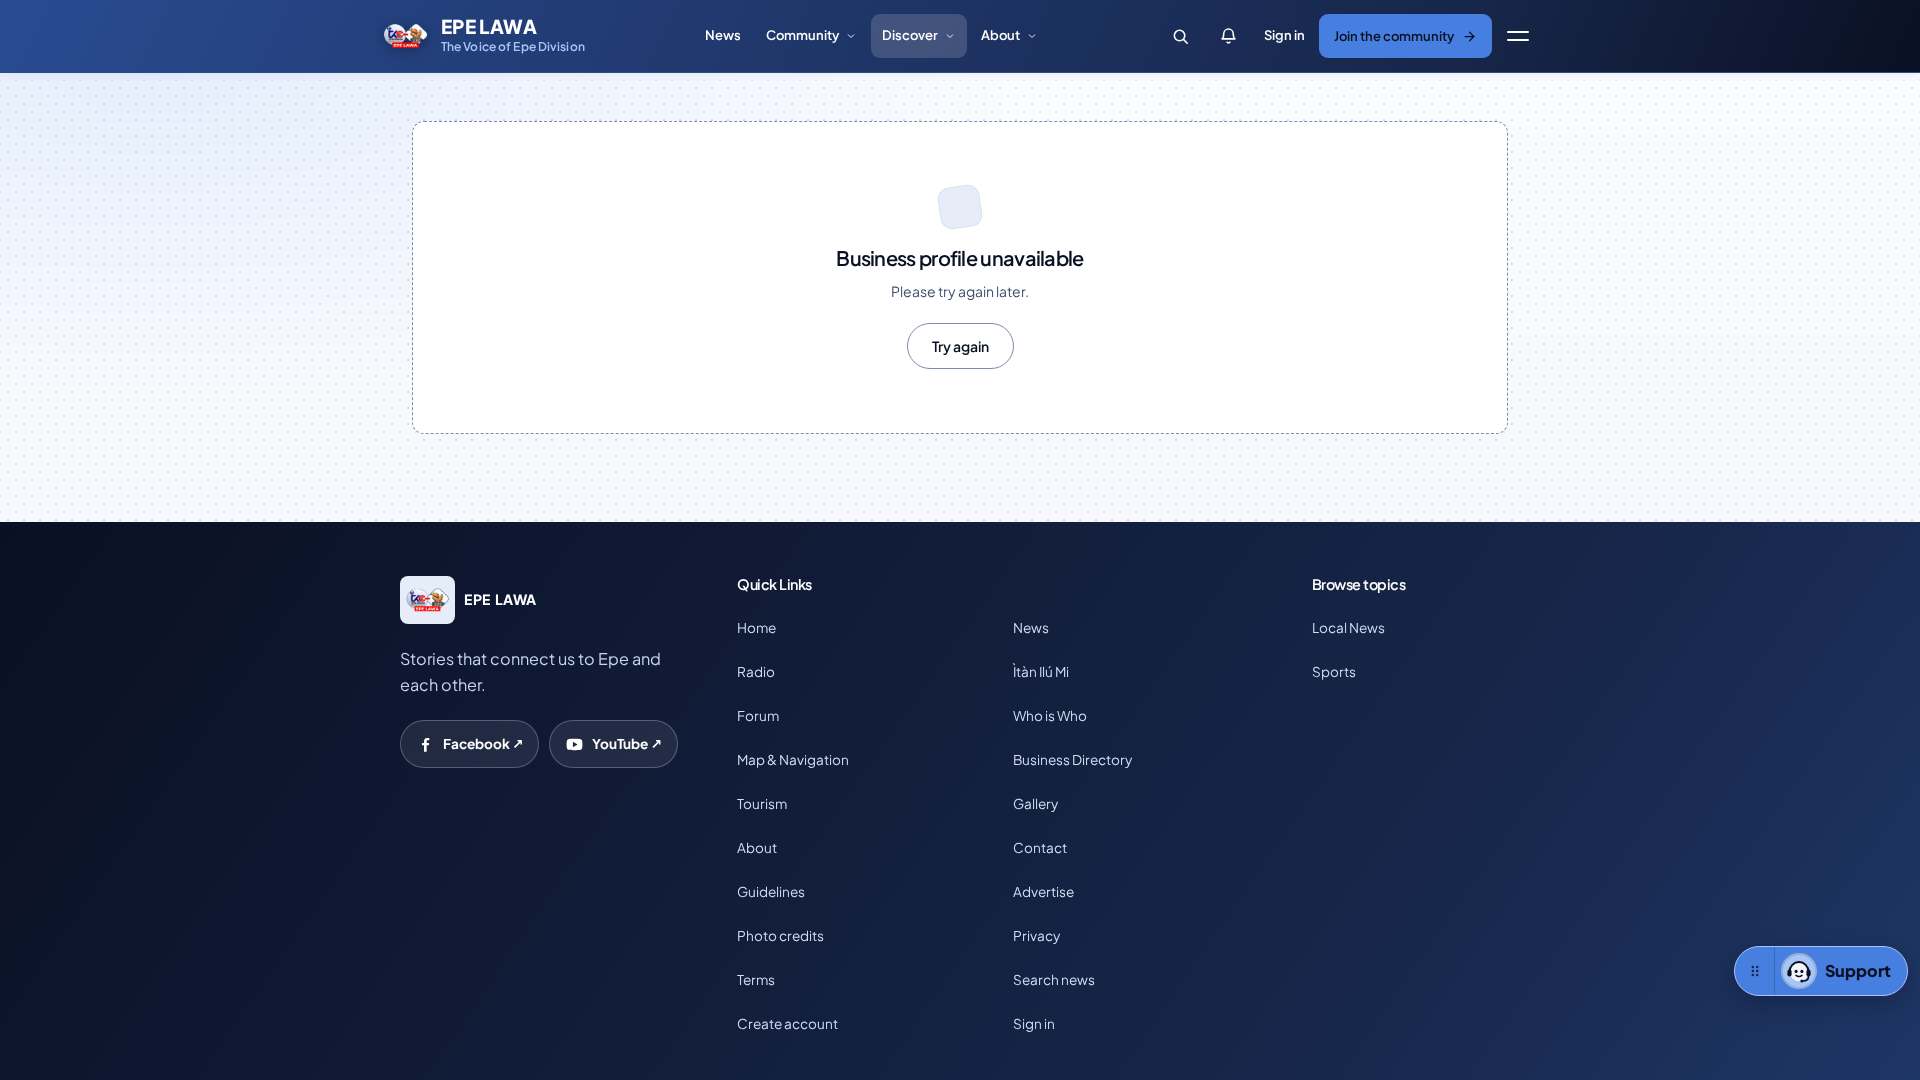 EPE LAWA
The Voice of Epe Division
News
Community
Discover
About
Sign in
Join the community
Business profile unavailable
Please try again later.
Try again
EPE LAWA
Stories that connect us to Epe and
each other.
Facebook ↗
YouTube ↗
Quick Links
Home
News
Radio
Ìtàn Ilú Mi
Forum
Who is Who
Map & Navigation
Business Directory
Tourism
Gallery
About
Contact
Guidelines
Advertise
Photo credits
Privacy
Terms
Search news
Create account
Sign in
Browse topics
Local News
Sports
Support